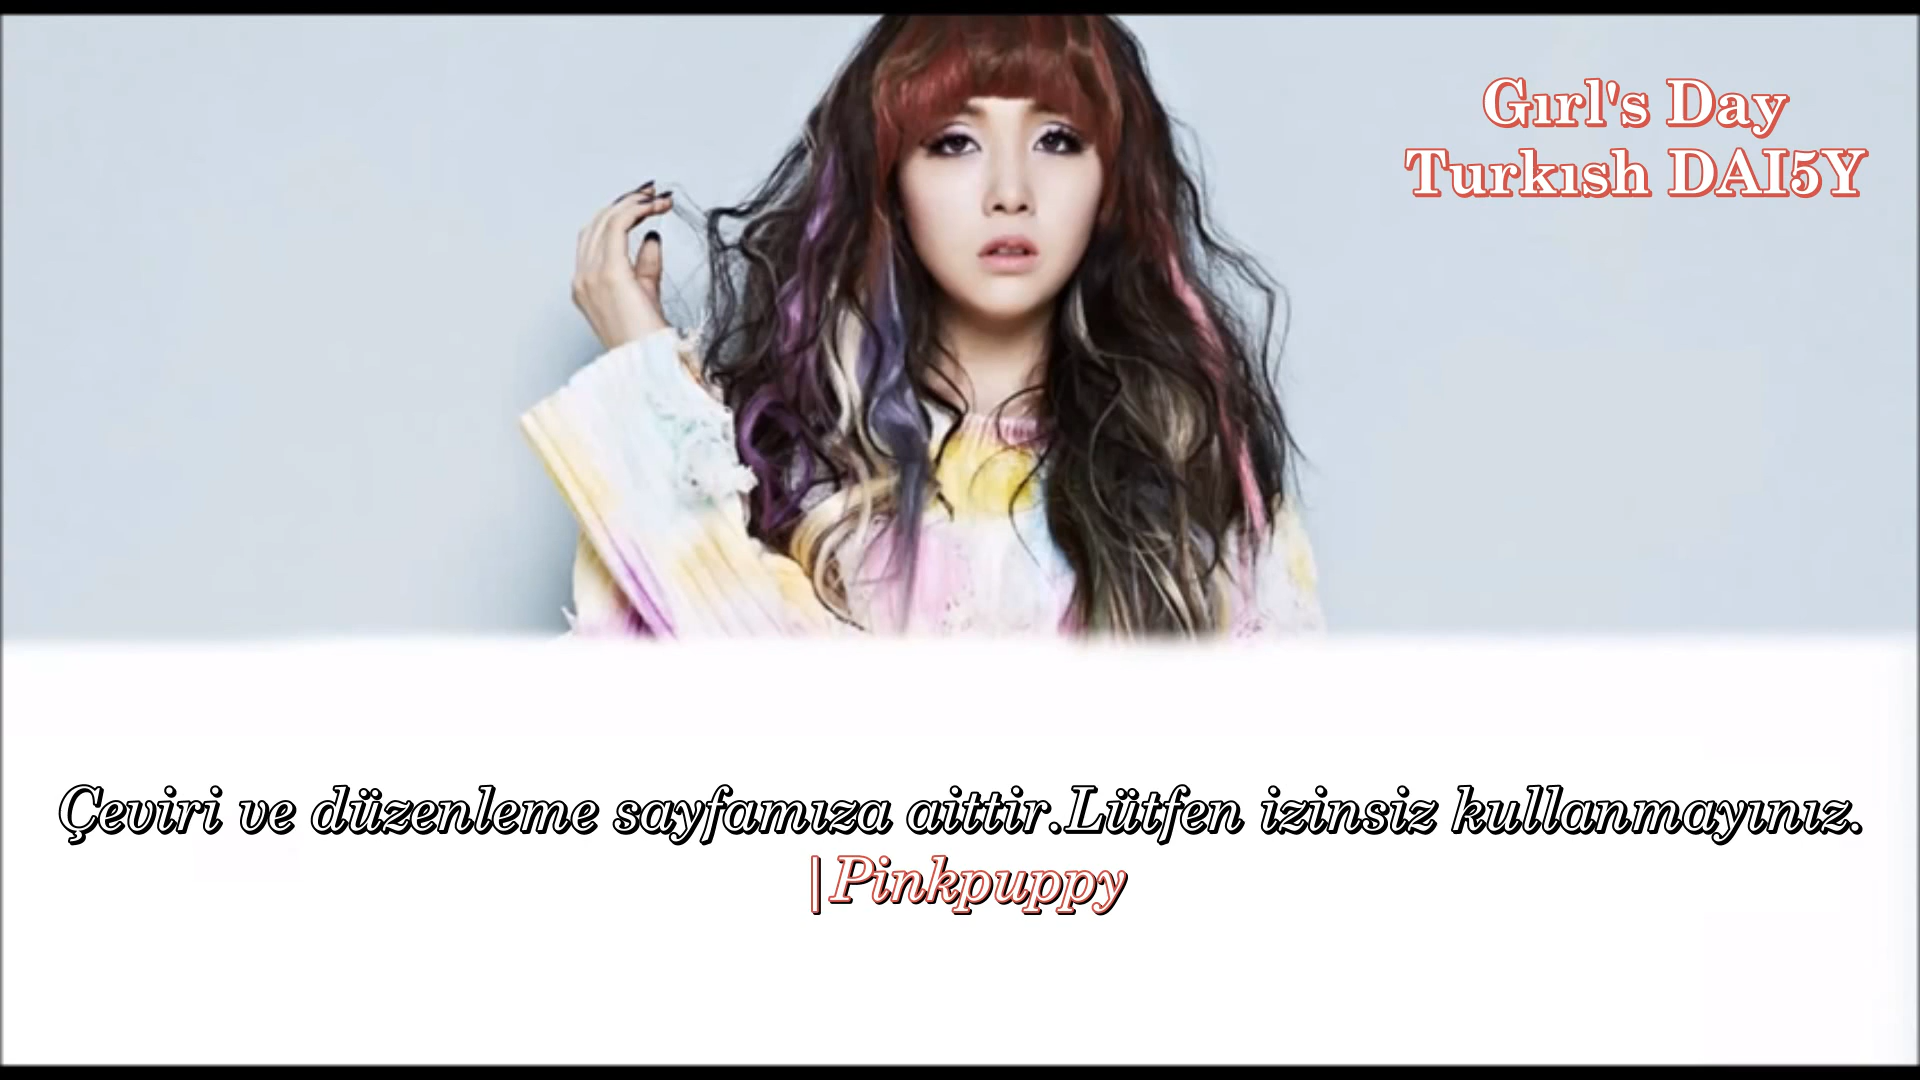 Gırl's Day
Turkısh DAI5Y
Çeviri ve düzenleme sayfamıza aittir.Lütfen izinsiz kullanmayınız.
|Pinkpuppy